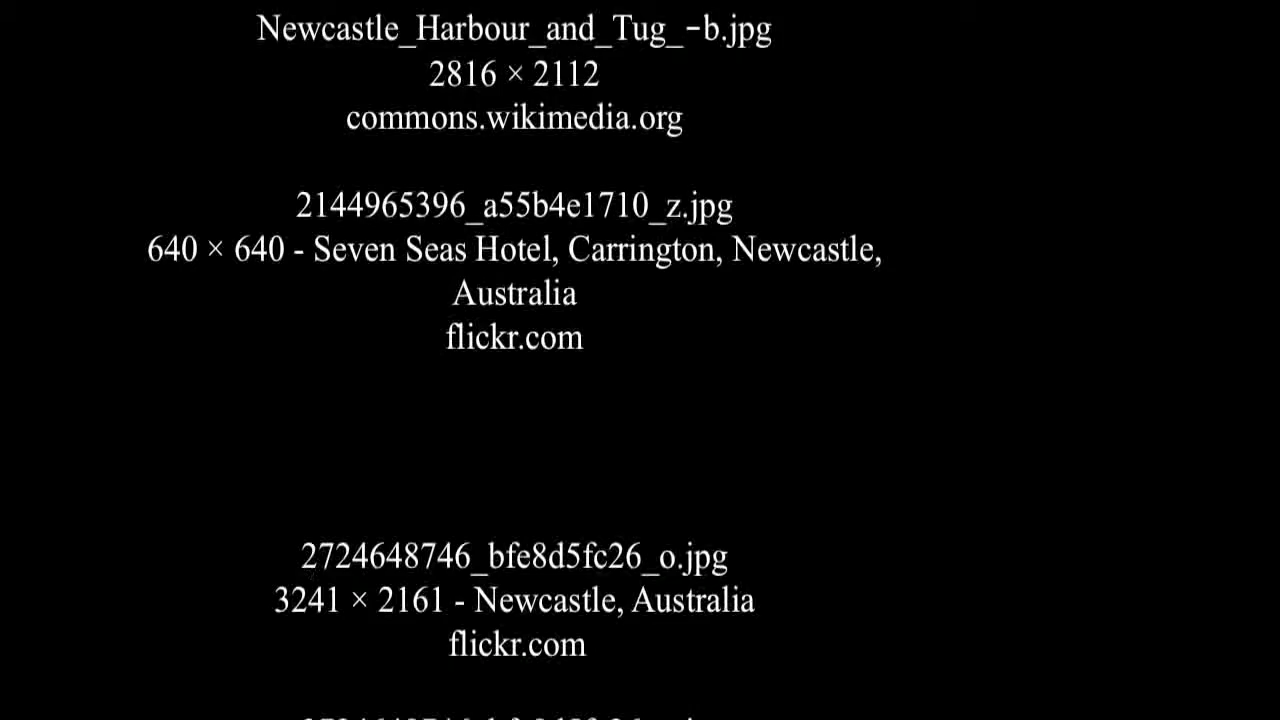 Newcastle_Harbour_and_Tug_-b.jpg
2816 × 2112
commons.wikimedia.org
2144965396_a55b4e1710_z.jpg
640 × 640 - Seven Seas Hotel, Carrington, Newcastle,
Australia
flickr.com
2724648746_bfe8d5fc26_o.jpg
3241 × 2161 - Newcastle, Australia
flickr.com